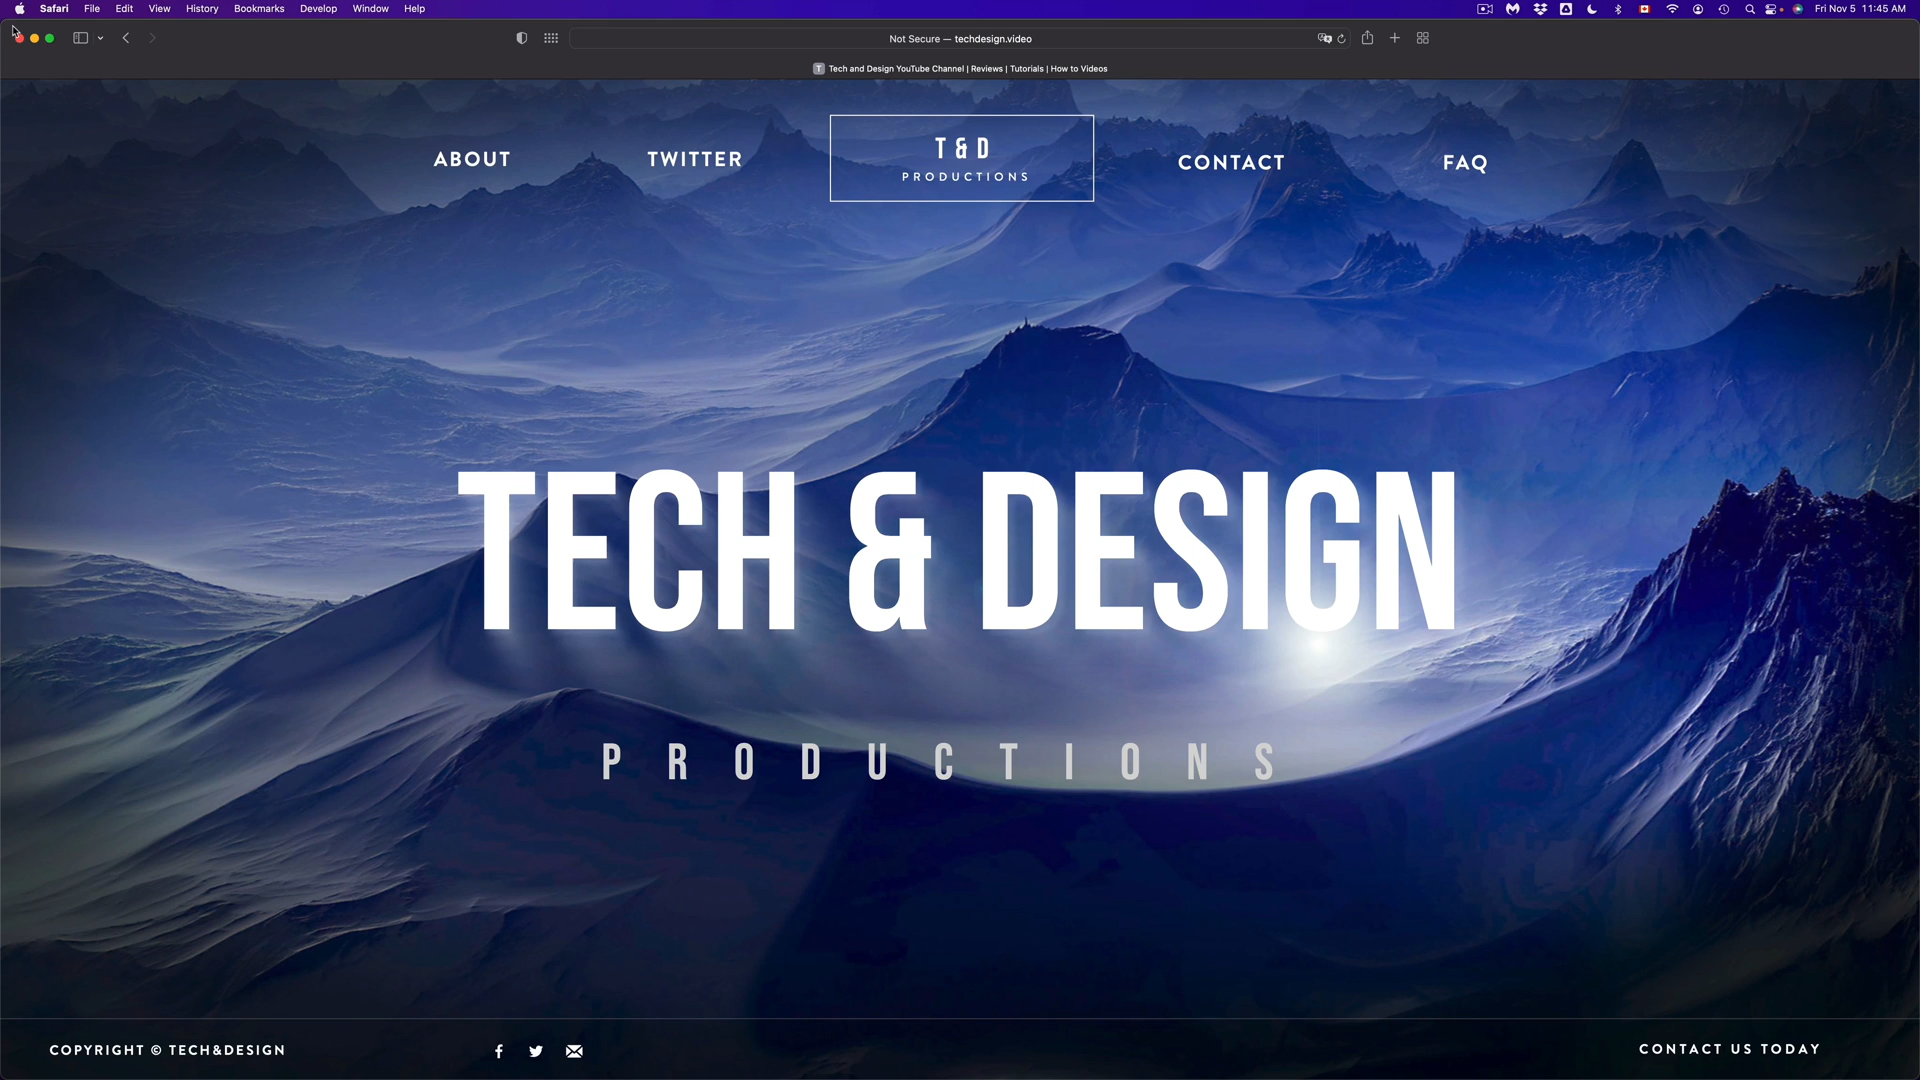 Safari File Edit View History Bookmarks Develop Window Help Fri Nov 5 11:45 AM
Not Secure — techdesign.video
T Tech and Design YouTube Channel | Reviews | Tutorials | How to Videos
ABOUT TWITTER T & D CONTACT FAQ
PRODUCTIONS
TECH & DESIGN
PRODUCTIONS
COPYRIGHT © TECH&DESIGN CONTACT US TODAY